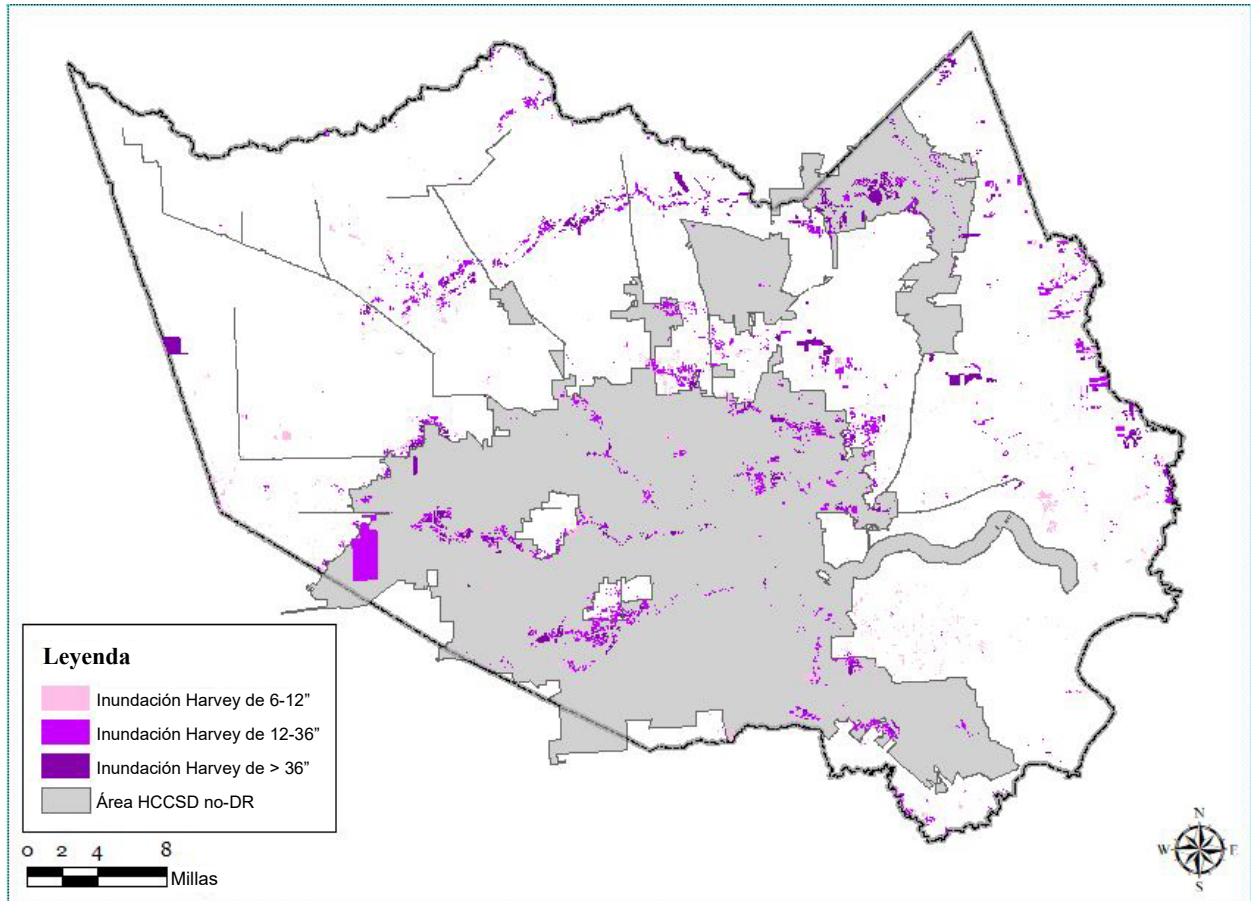 Leyenda
Inundación Harvey de 6-12”
Inundación Harvey de 12-36”
Inundación Harvey de > 36”
Área HCCSD no-DR
0 2 4 8
Millas
N
W E
S